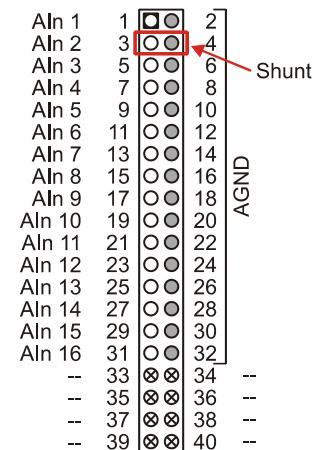 AIn 1 1 2
AIn 2 3 4
AIn 3 5 6
Shunt
AIn 4 7 8
AIn 5 9 10
AIn 6 11 12
AIn 7 13 14
AIn 8 15 16
AIn 9 17 18
AGND
AIn 10 19 20
AIn 11 21 22
AIn 12 23 24
AIn 13 25 26
AIn 14 27 28
AIn 15 29 30
AIn 16 31 32
-- 33 34 --
-- 35 36 --
-- 37 38 --
-- 39 40 --